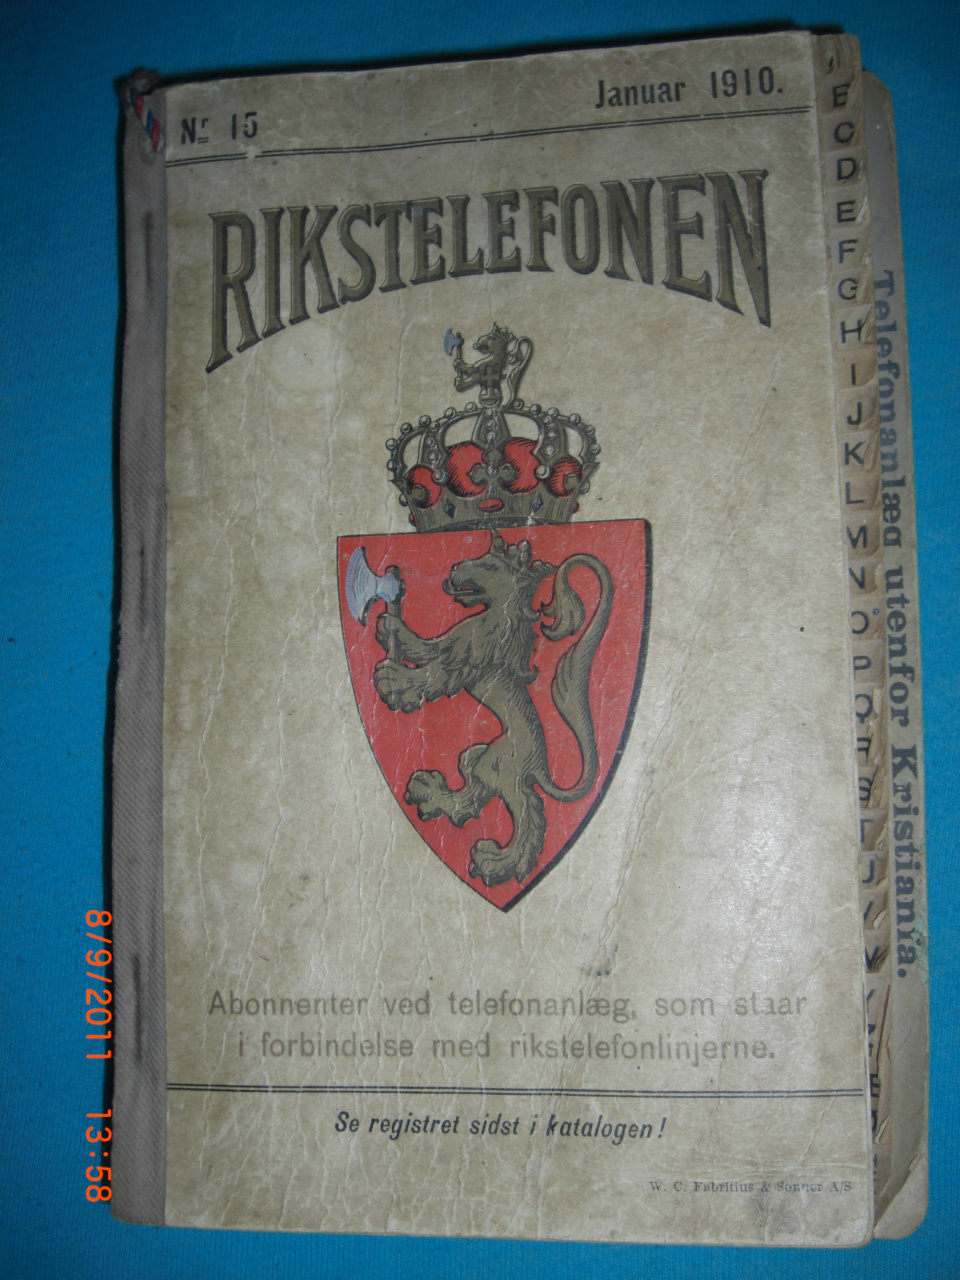 Nr 15
Januar 1910.
RIKSTELEFONEN
Abonnenter ved telefonanlæg, som staar
i forbindelse med rikstelefonlinjerne.
Se registret sidst i katalogen!
W. C. Fabritius & Sønner A/S
C
D
E
F
G
H
I
J
K
L
M
N
O
P
Q
R
S
T
U
V
Telefonanlæg utenfor Kristiania.
8/9/2011 13:58